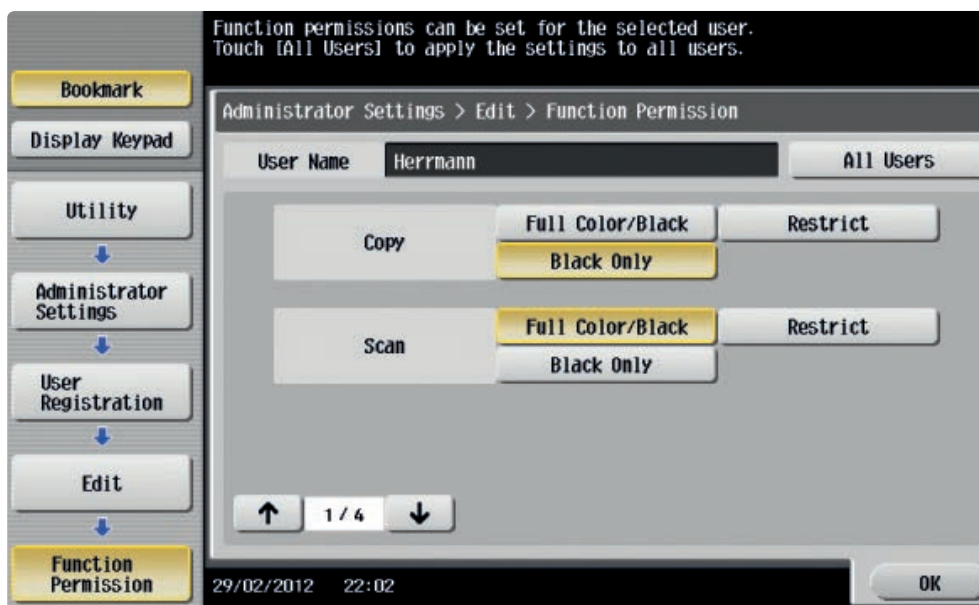 Function permissions can be set for the selected user.
Touch [All Users] to apply the settings to all users.
Bookmark
Display Keypad
Utility
Administrator
Settings
User
Registration
Edit
Function
Permission
Administrator Settings > Edit > Function Permission
User Name
Herrmann
All Users
Copy
Full Color/Black
Restrict
Black Only
Scan
Full Color/Black
Restrict
Black Only
1/4
29/02/2012 22:02
OK